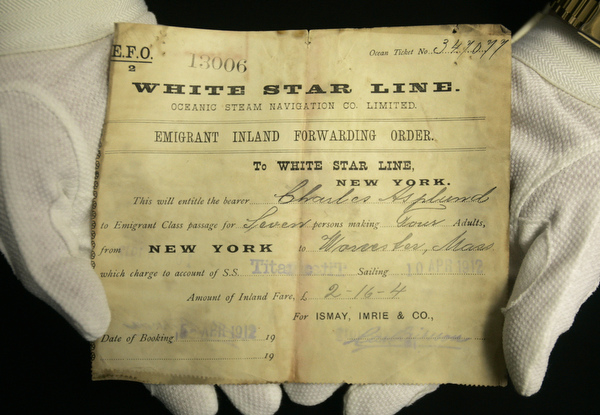 E.F.O.
2
13006
Ocean Ticket No. 347077
WHITE STAR LINE.
OCEANIC STEAM NAVIGATION CO. LIMITED.
EMIGRANT INLAND FORWARDING ORDER.
To WHITE STAR LINE,
NEW YORK.
This will entitle the bearer Charles Asplund
to Emigrant Class passage for Seven persons making Four Adults,
from NEW YORK to Worcester, Mass
which charge to account of S.S. Titanic Sailing 10 APR 1912
Amount of Inland Fare, £ 2-16-4
For ISMAY, IMRIE & CO.,
Date of Booking APR 1912 19
19